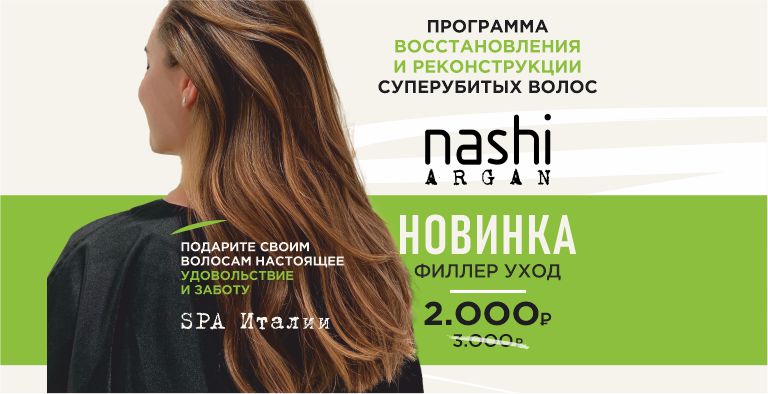 ПРОГРАММА
ВОССТАНОВЛЕНИЯ
И РЕКОНСТРУКЦИИ
СУПЕРУБИТЫХ ВОЛОС
nashi
ARGAN
НОВИНКА
ФИЛЛЕР УХОД
2.000₽
3.000₽
ПОДАРИТЕ СВОИМ
ВОЛОСАМ НАСТОЯЩЕЕ
УДОВОЛЬСТВИЕ
И ЗАБОТУ
SPA Италии